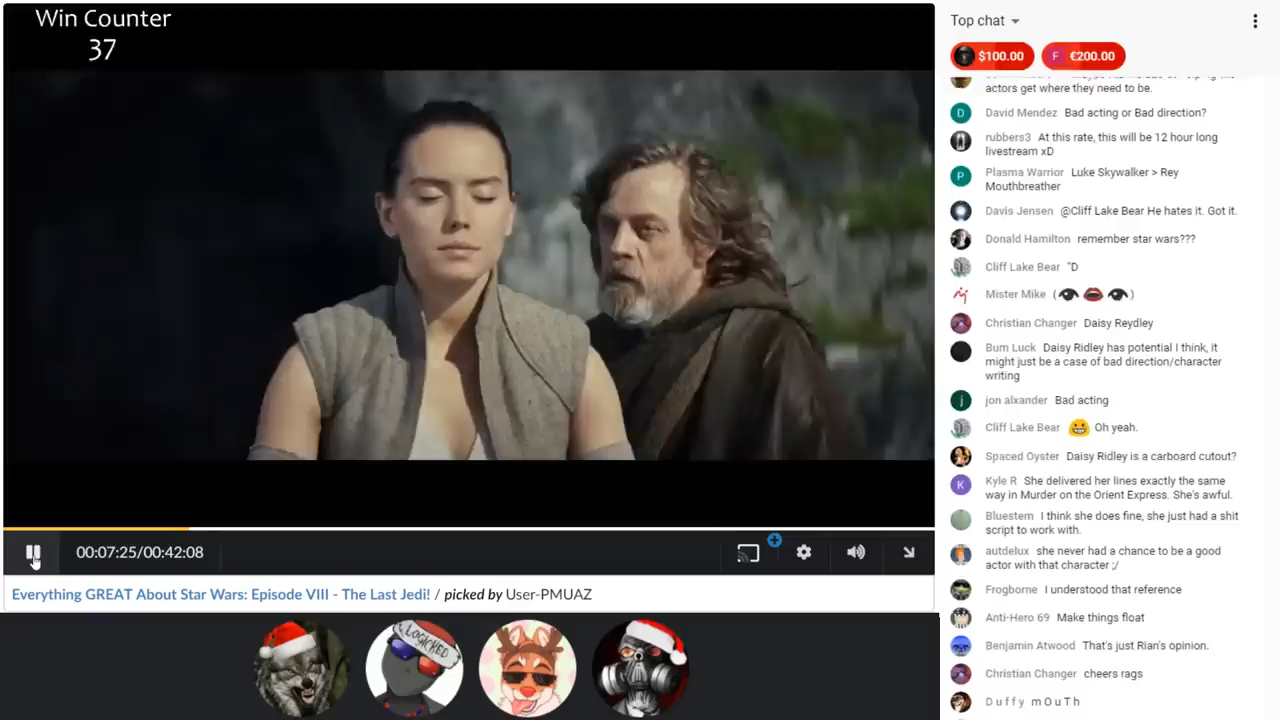 Win Counter
37
00:07:25/00:42:08
Everything GREAT About Star Wars: Episode VIII - The Last Jedi! / picked by User-PMUAZ
LOGICKED
Top chat
$100.00
F €200.00
actors get where they need to be.
D David Mendez Bad acting or Bad direction?
rubbers3 At this rate, this will be 12 hour long
livestream xD
P Plasma Warrior Luke Skywalker > Rey
Mouthbreather
Davis Jensen @Cliff Lake Bear He hates it. Got it.
Donald Hamilton remember star wars???
Cliff Lake Bear "D
Mister Mike (👁️👄👁️)
Christian Changer Daisy Reydley
Bum Luck Daisy Ridley has potential I think, it
might just be a case of bad direction/character
writing
j jon alxander Bad acting
Cliff Lake Bear 😁 Oh yeah.
Spaced Oyster Daisy Ridley is a carboard cutout?
K Kyle R She delivered her lines exactly the same
way in Murder on the Orient Express. She's awful.
Bluestem I think she does fine, she just had a shit
script to work with.
autdelux she never had a chance to be a good
actor with that character ;/
Frogborne I understood that reference
Anti-Hero 69 Make things float
Benjamin Atwood That's just Rian's opinion.
Christian Changer cheers rags
D u f f y m O u T h